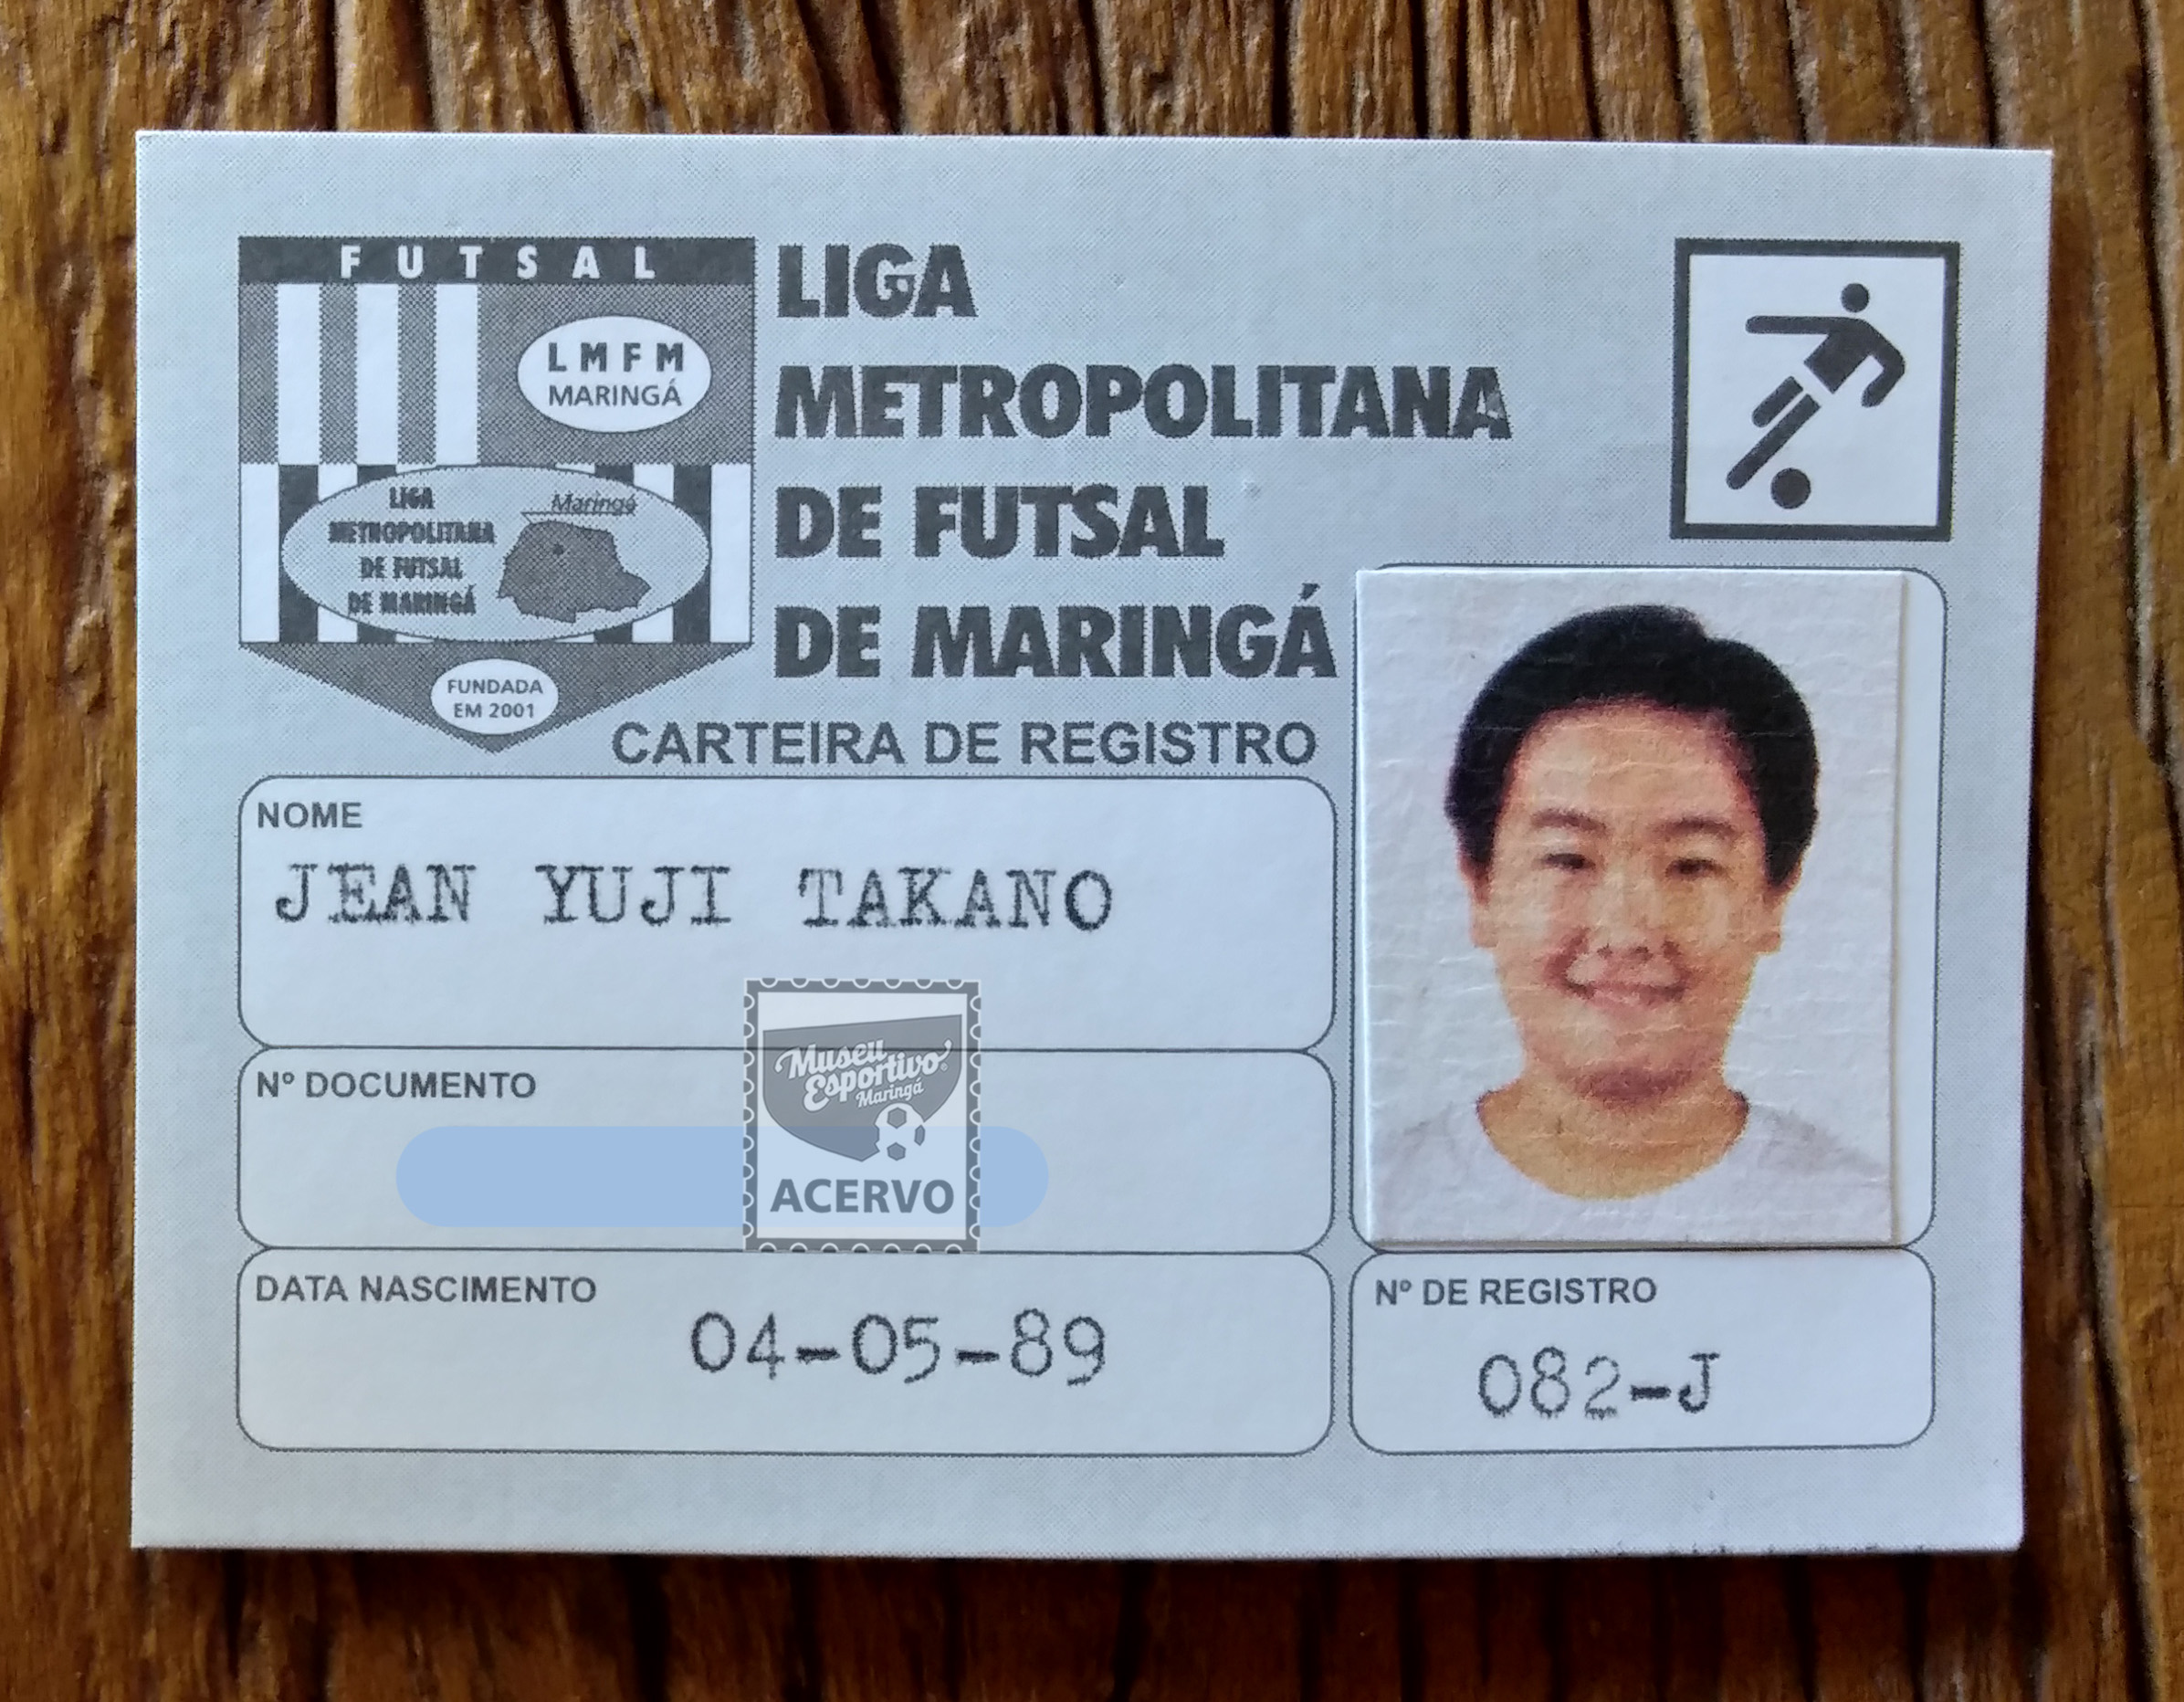 FUTSAL
LMFM
MARINGÁ
LIGA
METROPOLITANA
DE FUTSAL
DE MARINGÁ
Maringá
FUNDADA
EM 2001
LIGA
METROPOLITANA
DE FUTSAL
DE MARINGÁ
CARTEIRA DE REGISTRO
NOME
JEAN YUJI TAKANO
Nº DOCUMENTO
Museu
Esportivo
Maringá
ACERVO
DATA NASCIMENTO
04-05-89
Nº DE REGISTRO
082-J